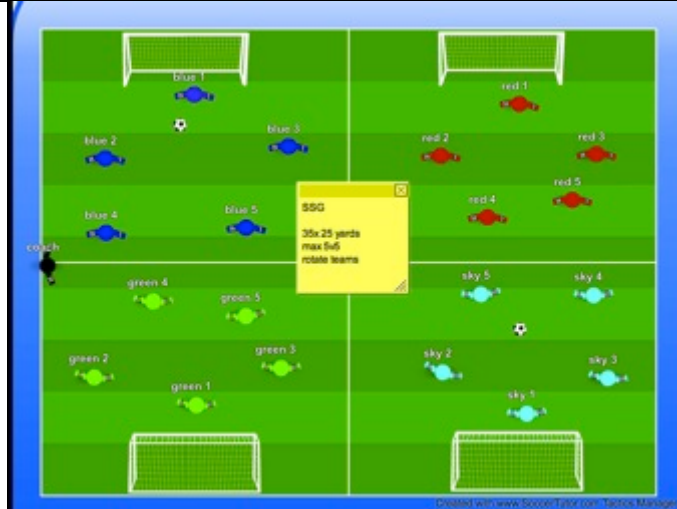 blue 1
red 1
blue 2
blue 3
red 2
red 3
blue 4
blue 5
red 4
red 5
SSG
35x 25 yards
max 5v5
rotate teams
coach
green 4
green 5
sky 5
sky 4
green 2
green 3
sky 2
sky 3
green 1
sky 1
Created with www.SoccerTutor.com Tactics Manager